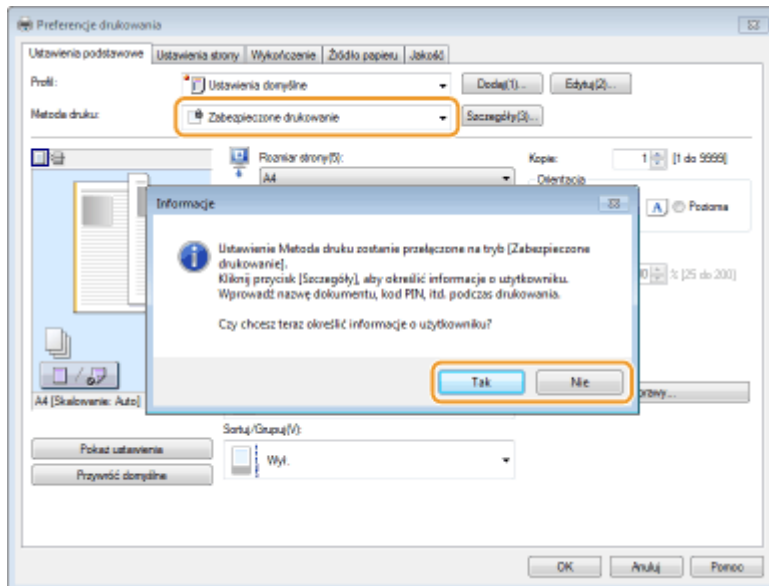 Preferencje drukowania
Ustawienia podstawowe Ustawienia strony Wykończenie Źródło papieru Jakość
Profil: Ustawienia domyślne Dodaj(1)... Edytuj(2)...
Metoda druku: Zabezpieczone drukowanie Szczegóły(3)...
Rozmiar strony(5): Kopie: 1 [1 do 9999]
A4 Orientacja
A Pozioma
Informacje
Ustawienie Metoda druku zostanie przełączone na tryb [Zabezpieczone
drukowanie].
Kliknij przycisk [Szczegóły], aby określić informacje o użytkowniku.
Wprowadź nazwę dokumentu, kod PIN, itd. podczas drukowania.
% [25 do 200]
Czy chcesz teraz określić informacje o użytkowniku?
Tak Nie
A4 [Skalowanie: Auto]
Sortuj/Grupuj(V):
Pokaż ustawienia
Wył.
Przywróć domyślne
OK Anuluj Pomoc